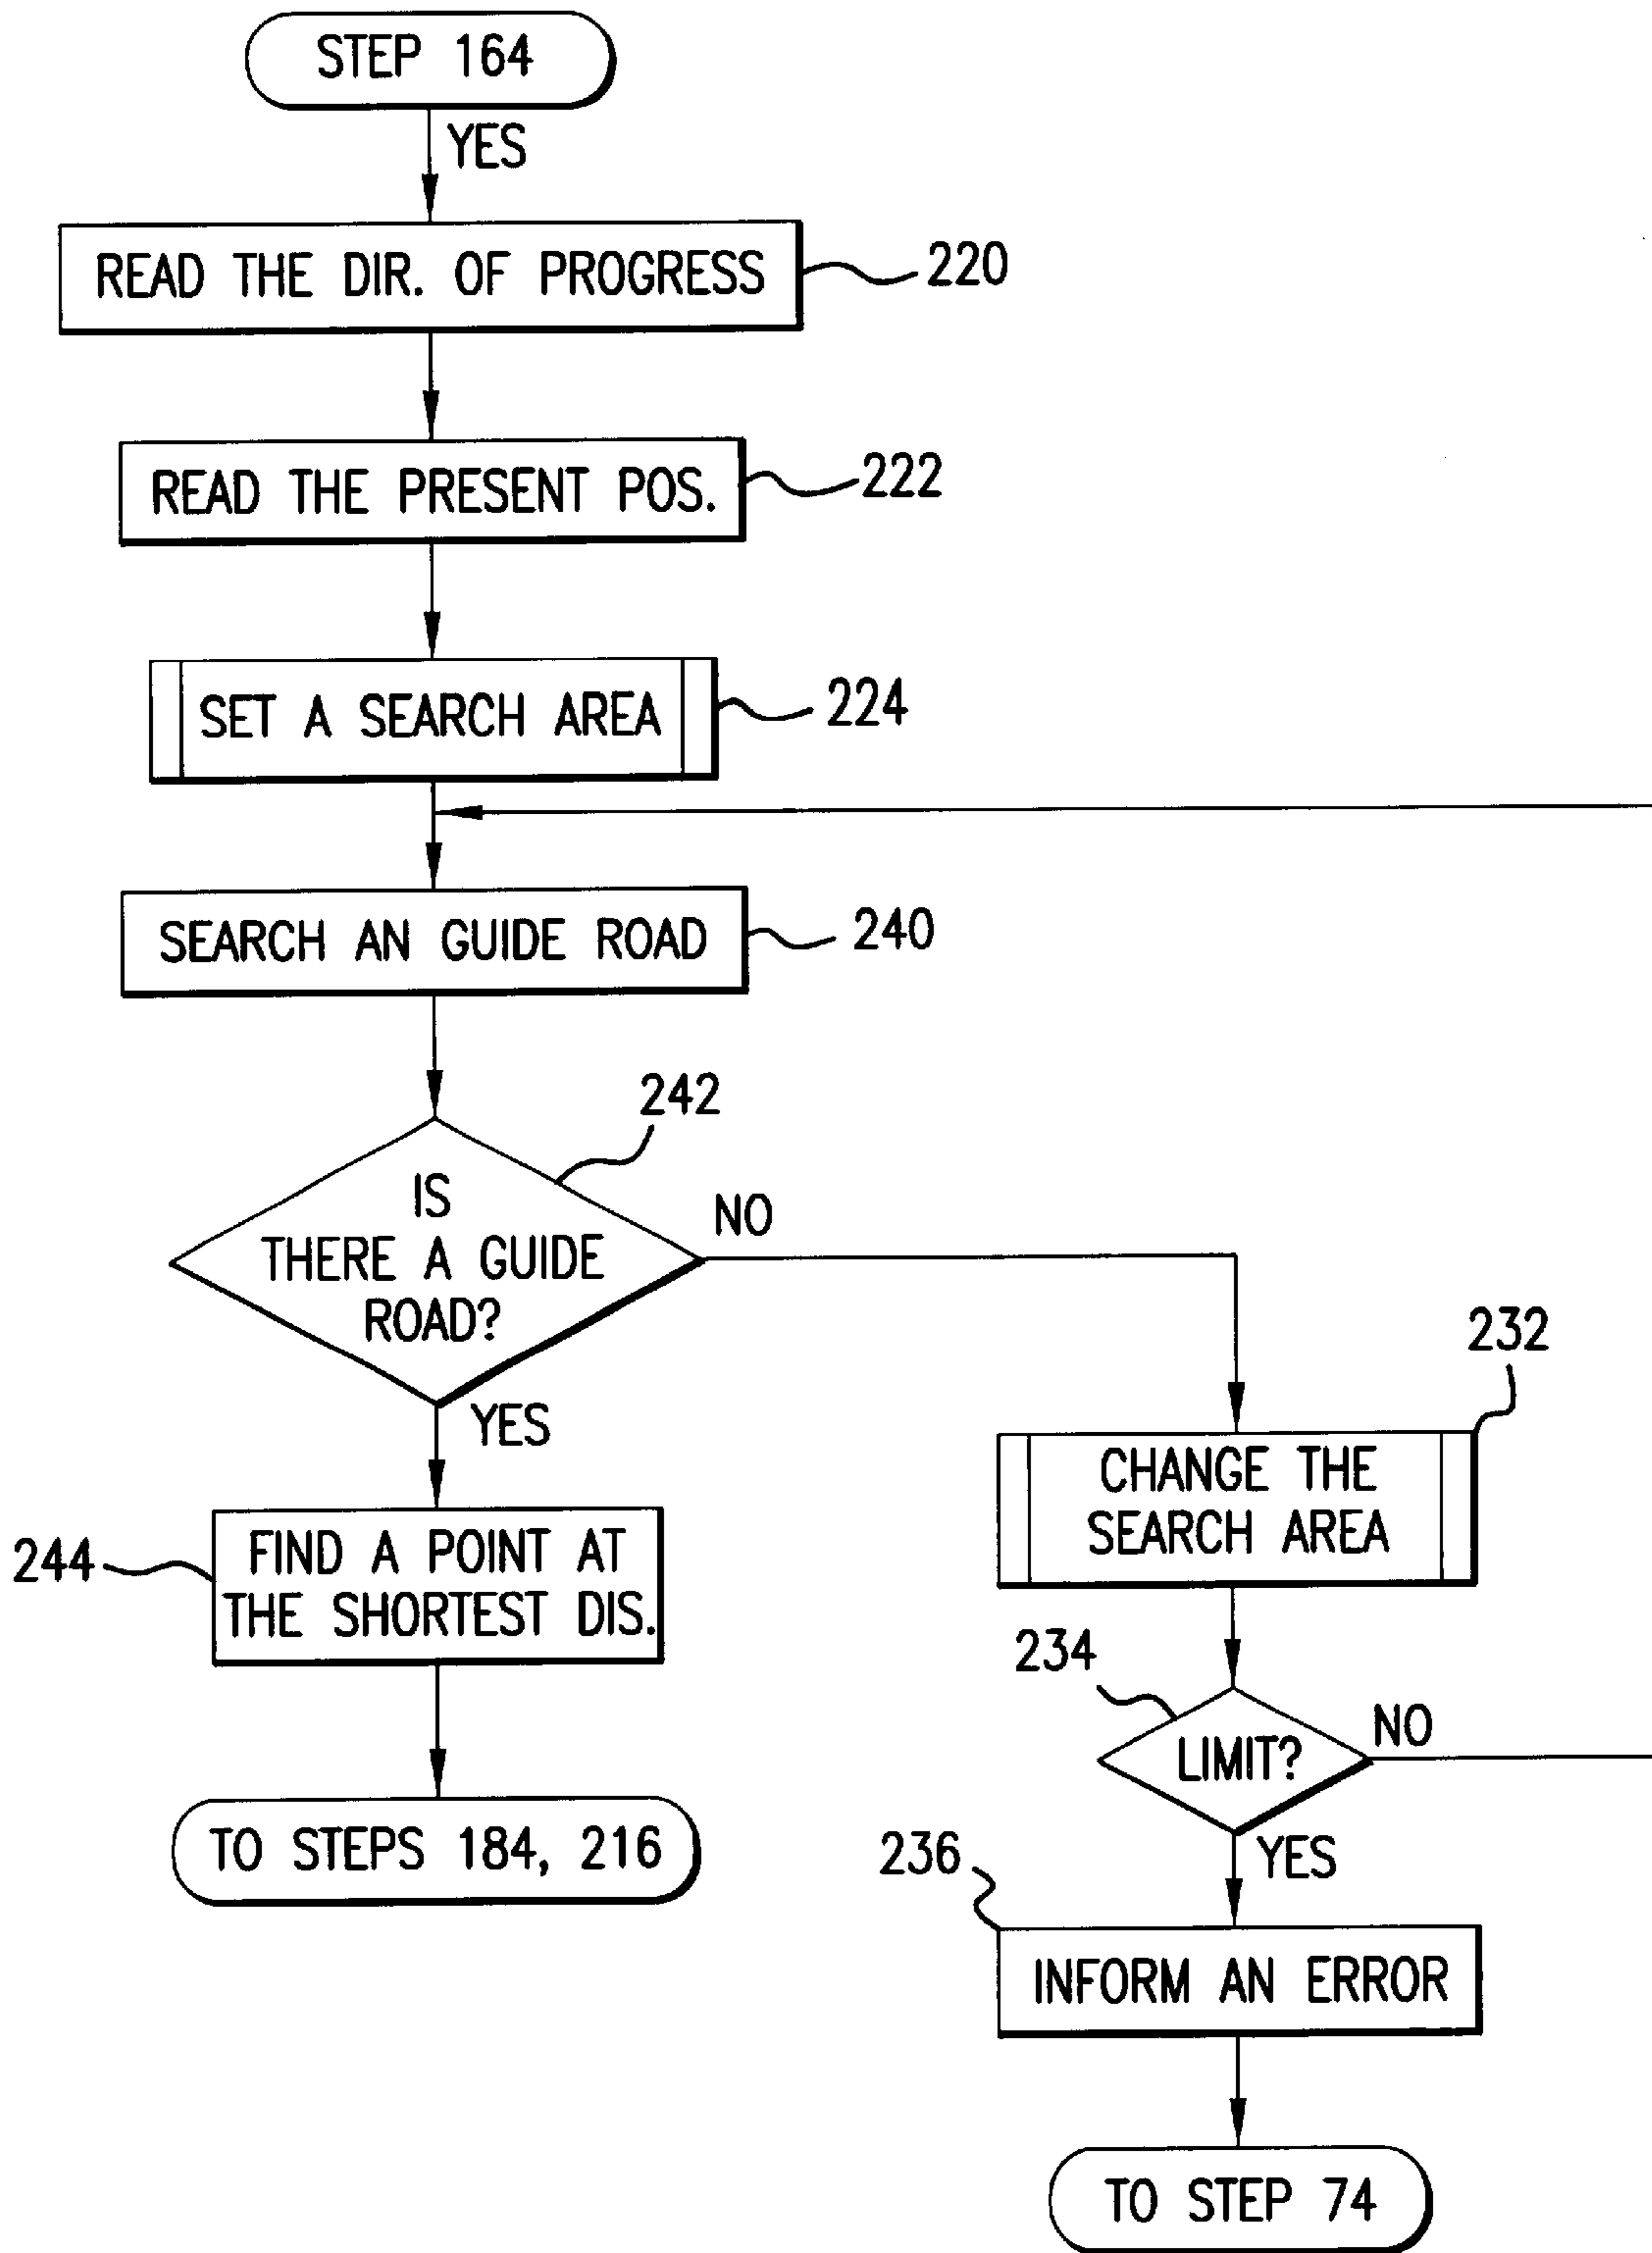 STEP 164
YES
READ THE DIR. OF PROGRESS
220
READ THE PRESENT POS.
222
SET A SEARCH AREA
224
SEARCH AN GUIDE ROAD
240
242
IS
THERE A GUIDE
ROAD?
NO
YES
232
CHANGE THE
SEARCH AREA
244
FIND A POINT AT
THE SHORTEST DIS.
234
LIMIT?
NO
YES
TO STEPS 184, 216
236
INFORM AN ERROR
TO STEP 74